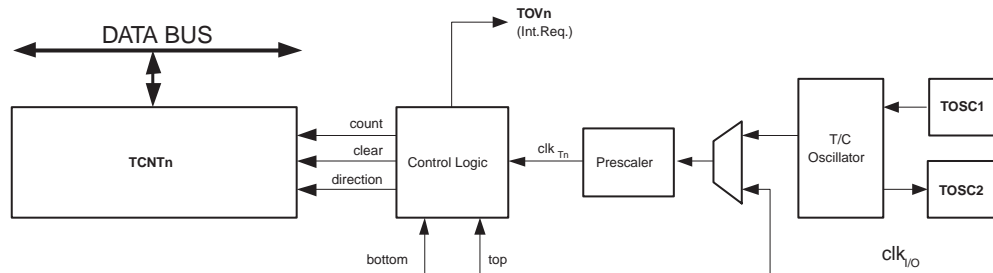 DATA BUS
TOVn
(Int.Req.)
TCNTn
count
clear
direction
Control Logic
clk Tn
Prescaler
T/C
Oscillator
TOSC1
TOSC2
bottom
top
clk I/O